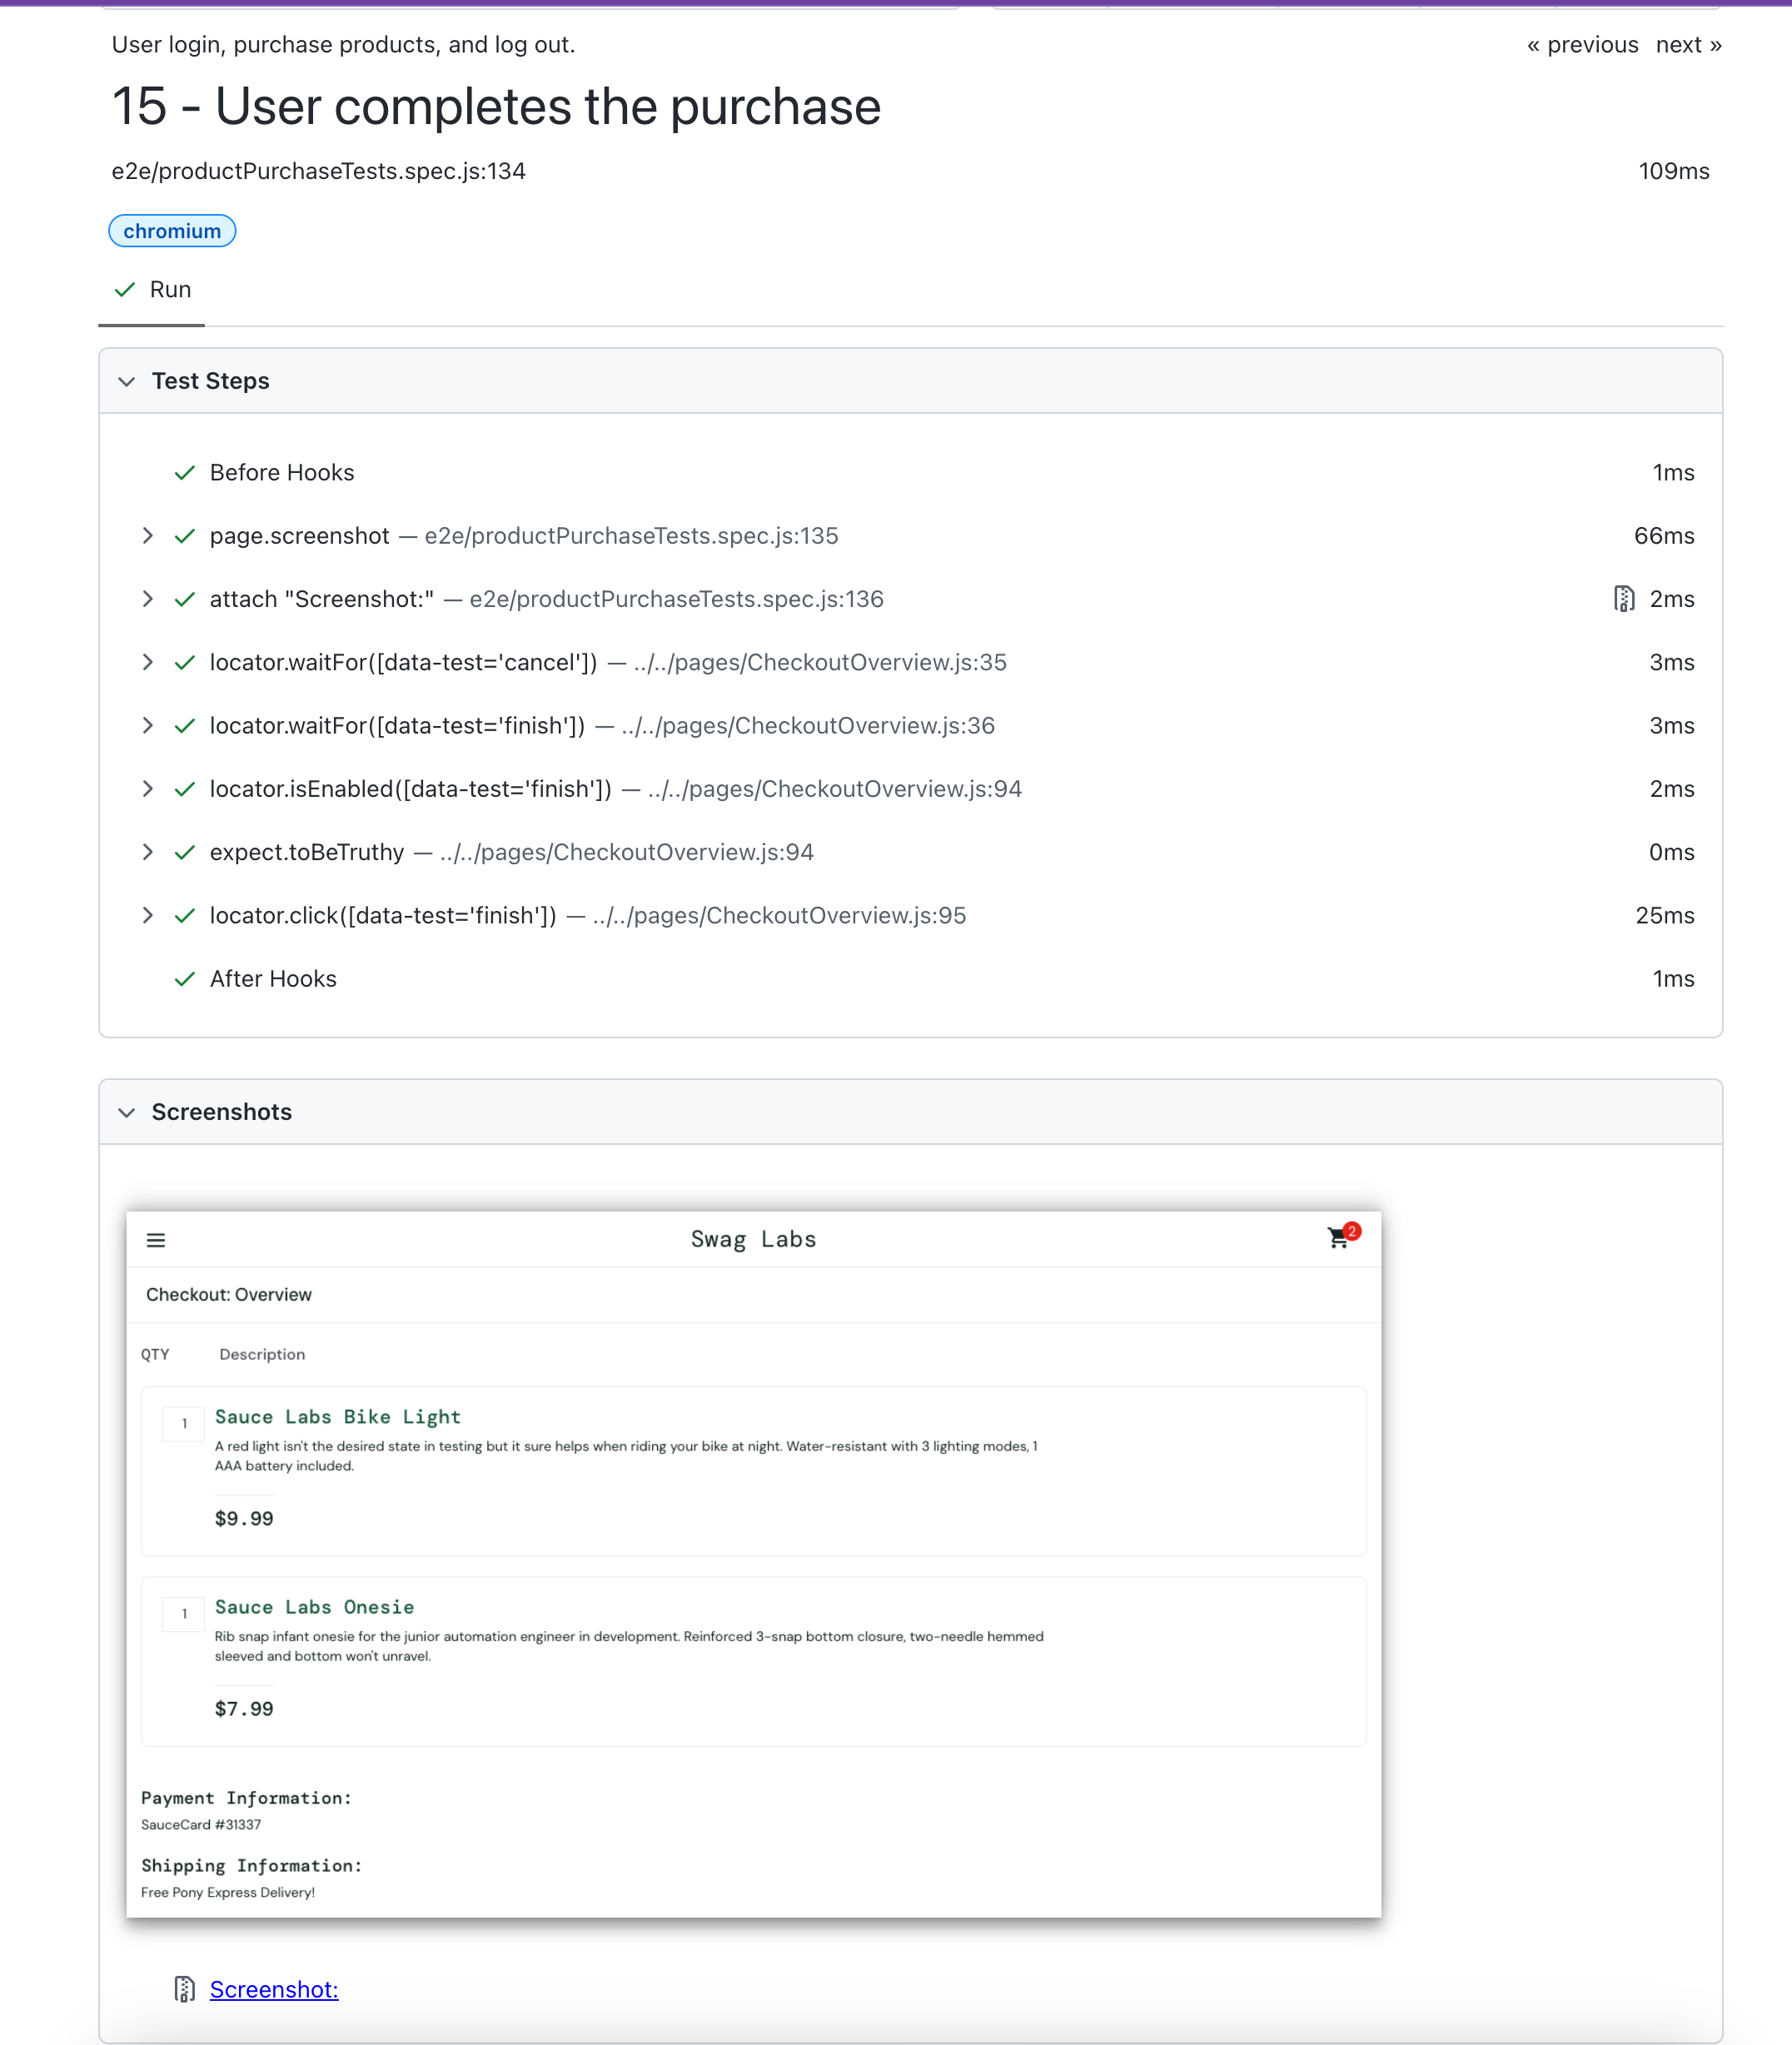 User login, purchase products, and log out.
« previous next »
15 - User completes the purchase
e2e/productPurchaseTests.spec.js:134
109ms
chromium
Run
Test Steps
Before Hooks 1ms
page.screenshot — e2e/productPurchaseTests.spec.js:135 66ms
attach "Screenshot:" — e2e/productPurchaseTests.spec.js:136 2ms
locator.waitFor([data-test='cancel']) — ../../pages/CheckoutOverview.js:35 3ms
locator.waitFor([data-test='finish']) — ../../pages/CheckoutOverview.js:36 3ms
locator.isEnabled([data-test='finish']) — ../../pages/CheckoutOverview.js:94 2ms
expect.toBeTruthy — ../../pages/CheckoutOverview.js:94 0ms
locator.click([data-test='finish']) — ../../pages/CheckoutOverview.js:95 25ms
After Hooks 1ms
Screenshots
Swag Labs
2
Checkout: Overview
QTY Description
1
Sauce Labs Bike Light
A red light isn't the desired state in testing but it sure helps when riding your bike at night. Water-resistant with 3 lighting modes, 1
AAA battery included.
$9.99
1
Sauce Labs Onesie
Rib snap infant onesie for the junior automation engineer in development. Reinforced 3-snap bottom closure, two-needle hemmed
sleeved and bottom won't unravel.
$7.99
Payment Information:
SauceCard #31337
Shipping Information:
Free Pony Express Delivery!
Screenshot: